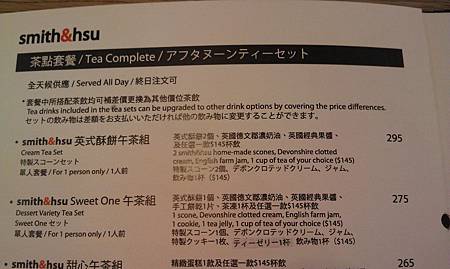 smith&hsu
茶點套餐 / Tea Complete / アフタヌーンティーセット
全天候供應 / Served All Day / 終日注文可
* 套餐中所搭配茶飲均可補差價更換為其他價位茶飲
Tea drinks included in the tea sets can be upgraded to other drink options by covering the price differences.
セットの飲み物は差額をお支払いいただければ他の飲み物に変更することができます。
• smith&hsu 英式酥餅午茶組
Cream Tea Set
特製スコーンセット
單人套餐 / For 1 person only / 1人前
英式酥餅2個、英國德文郡濃奶油、英國經典果醬、
及任選一款$145杯飲
2 smith&hsu home-made scones, Devonshire clotted
cream, English farm Jam, 1 cup of tea of your choice ($145)
特製スコーン2個、デボンクロテッドクリーム、ジャム、
飲み物1杯 ($145)
295
• smith&hsu Sweet One 午茶組
Dessert Variety Tea Set
Sweet One セット
單人套餐 / For 1 person only / 1人前
英式酥餅1個、英國德文郡濃奶油、英國經典果醬、
手工餅乾1片、茶凍1杯及任選一款$145杯飲
1 scone, Devonshire clotted cream, English farm jam,
1 cookie, 1 tea jelly, 1 cup of tea of your choice ($145)
特製スコーン1個、デボンクロテッドクリーム、ジャム、
特製クッキー1枚、ティーゼリー1杯、飲み物1杯 ($145)
275
• smith&hsu 甜心午茶組
精緻蛋糕1款及任選一款$145杯飲
265